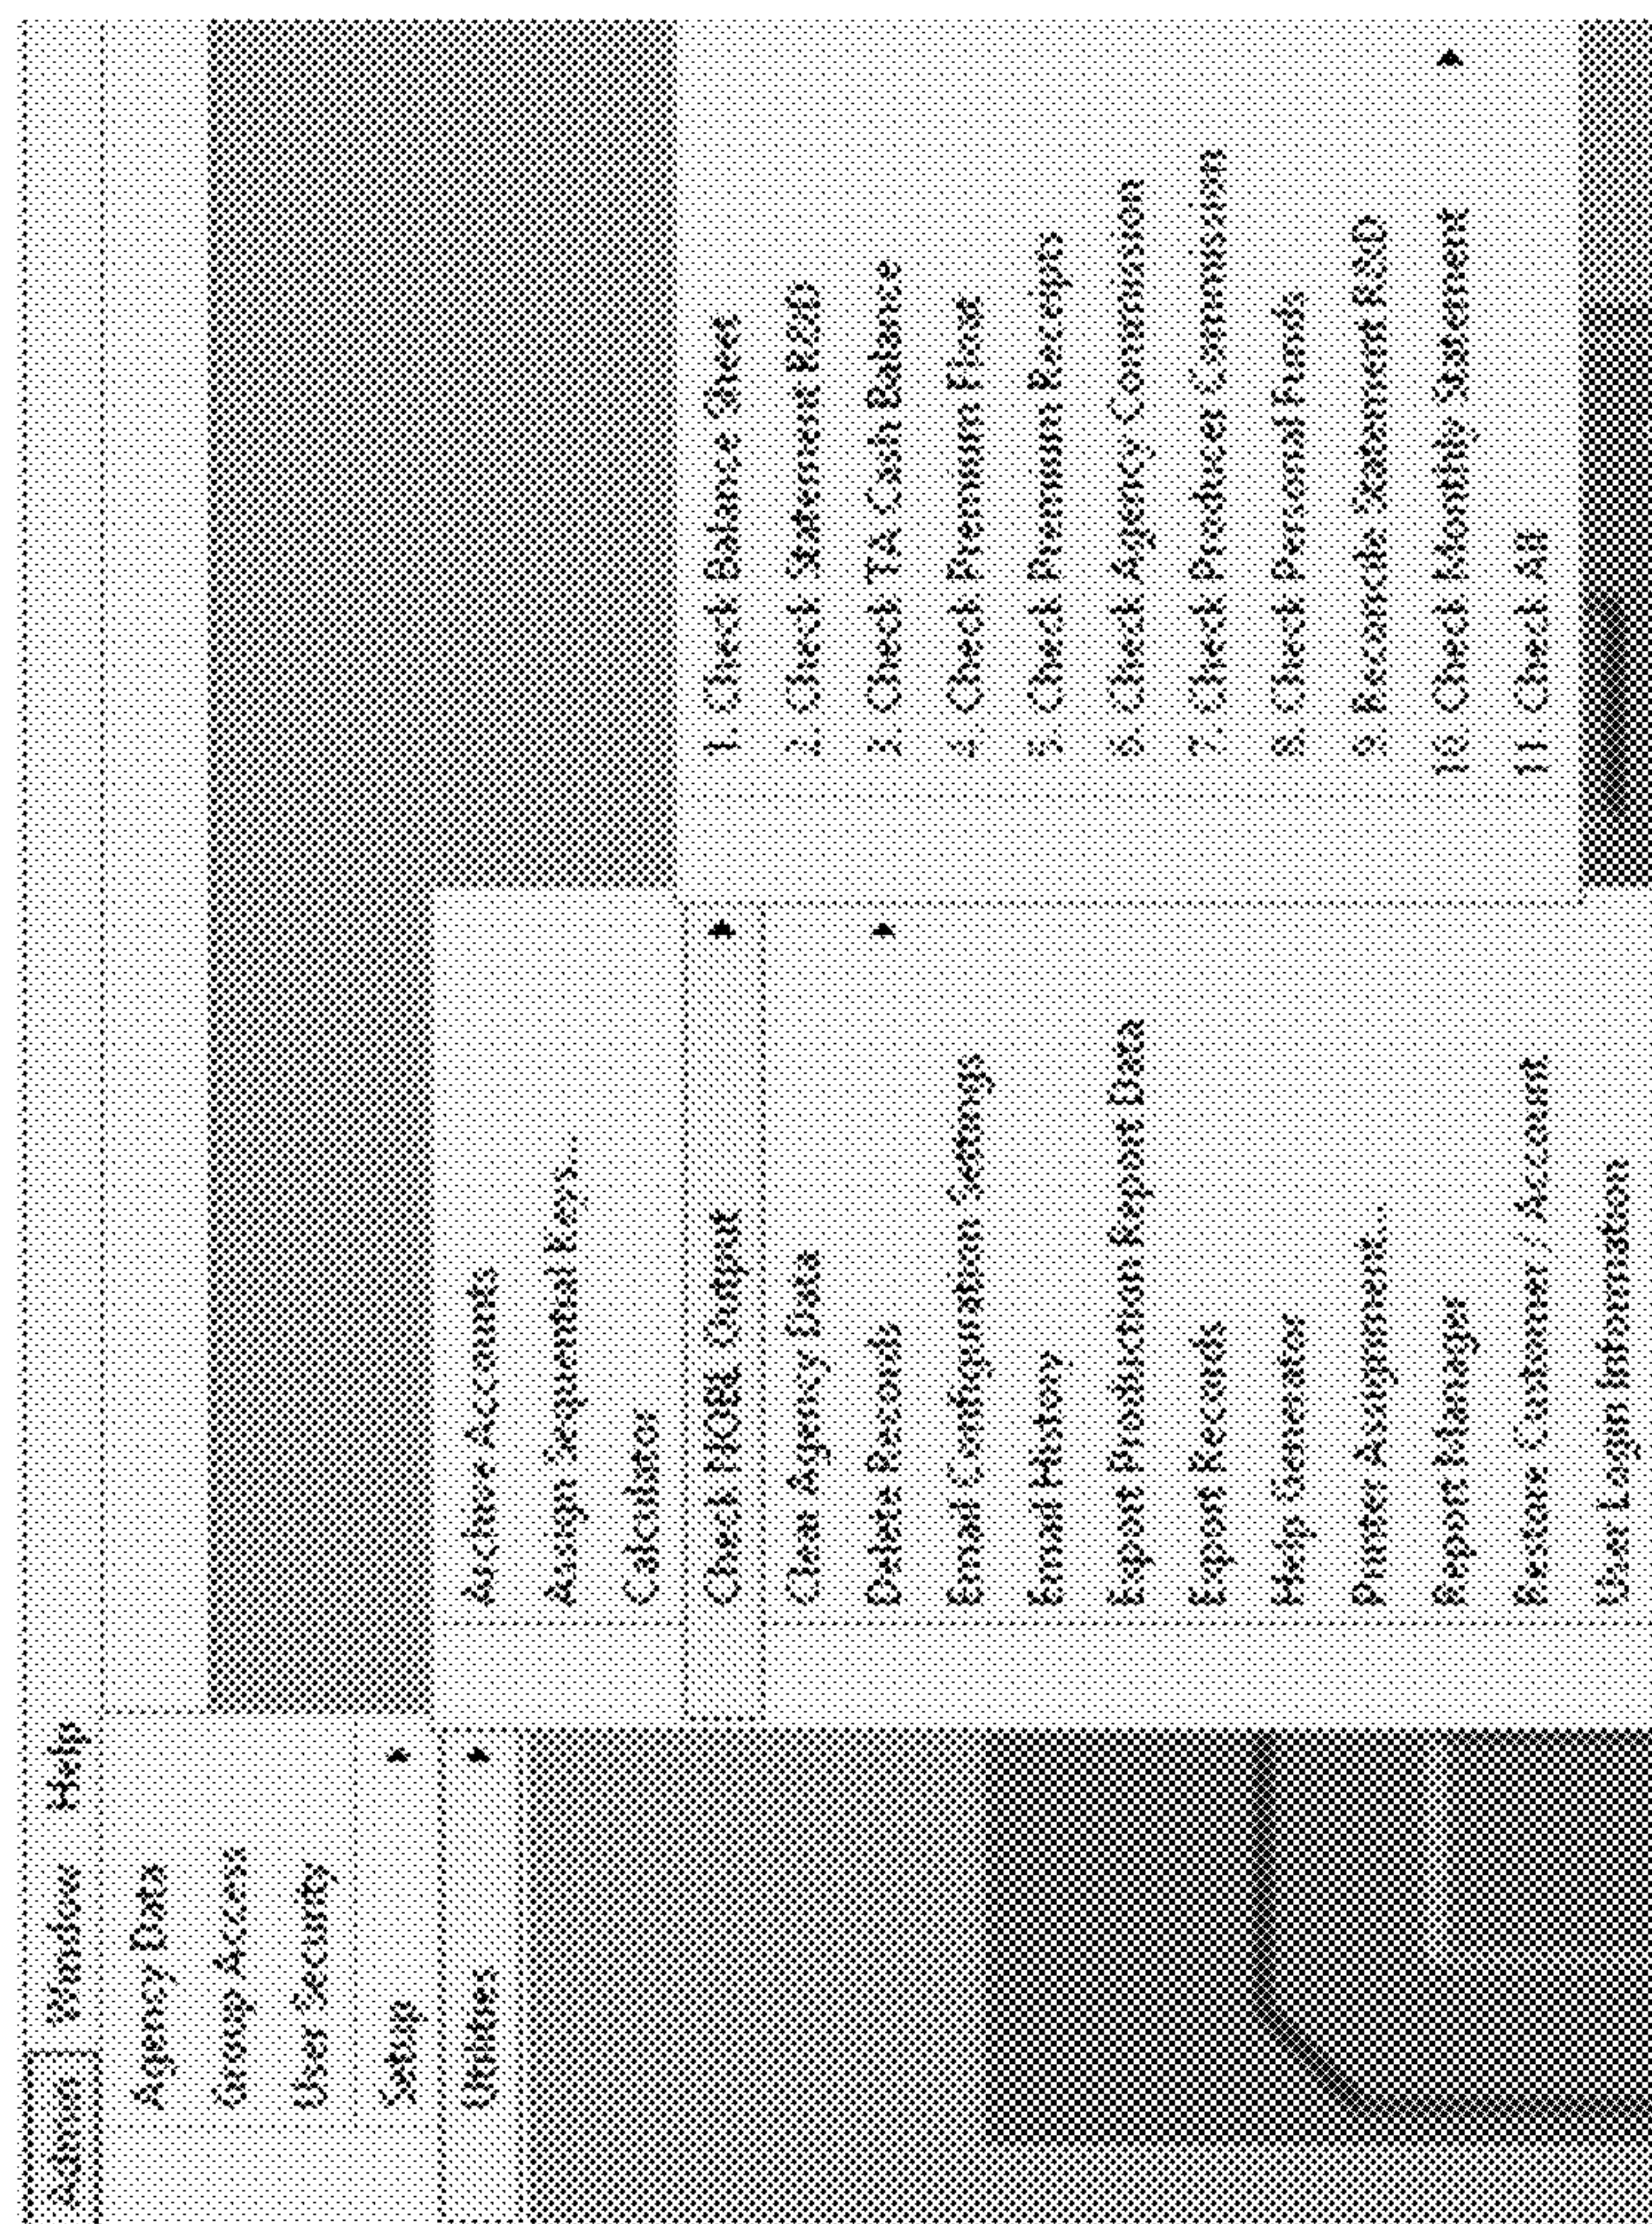 Admin Window Help
Agency Data
Group Access
User Security
Setup
Utilities
Archive Accounts
Assign Sequential Keys...
Calculator
Check Output
Clear Agency Data
Delete Records
Email Configuration Settings
Email History
Export Production Report Data
Export Records
Help Generator
Printer Assignment...
Report Manager
Restore Customer / Account
User Login Information
1. Check Balance Sheet
2. Check Statement R&D
3. Check TA Cash Balance
4. Check Premium Float
5. Check Premium Receipts
6. Check Agency Commission
7. Check Producer Commission
8. Check Personal Funds
9. Reconcile Statement R&D
10. Check Monthly Statement
11. Check All